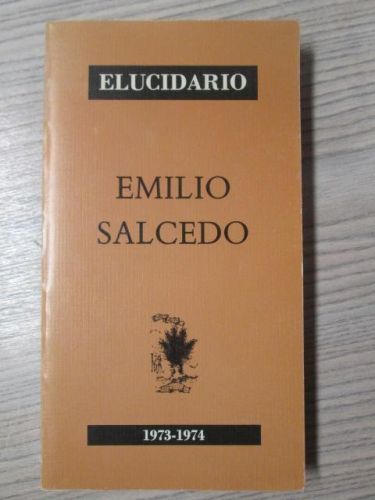 ELUCIDARIO
EMILIO
SALCEDO
1973-1974